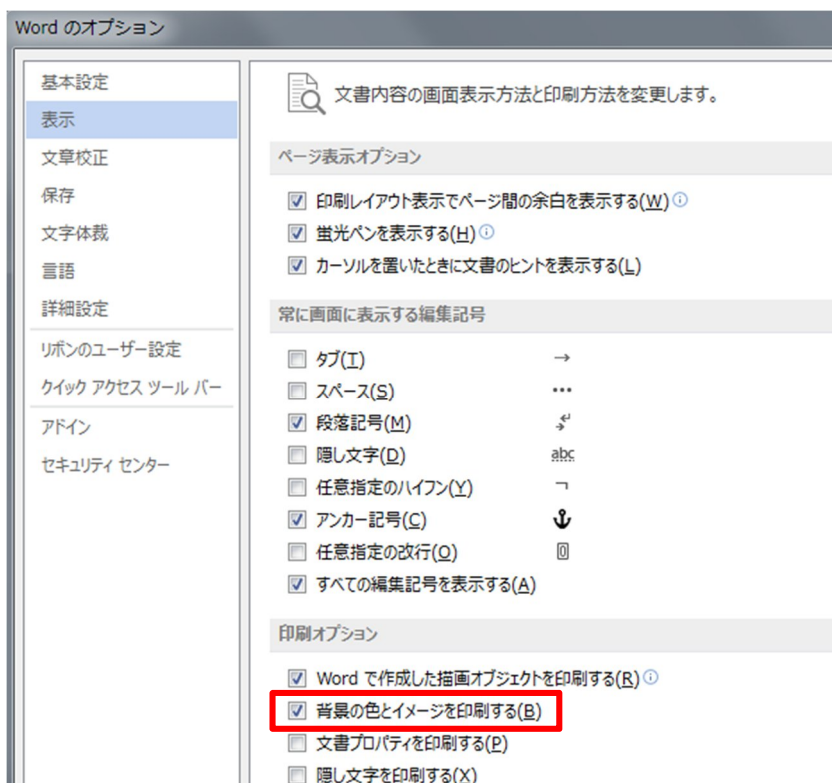 Word のオプション
基本設定
表示
文章校正
保存
文字体裁
言語
詳細設定
リボンのユーザー設定
クイック アクセス ツール バー
アドイン
セキュリティ センター
文書内容の画面表示方法と印刷方法を変更します。
ページ表示オプション
印刷レイアウト表示でページ間の余白を表示する(W)
蛍光ペンを表示する(H)
カーソルを置いたときに文書のヒントを表示する(L)
常に画面に表示する編集記号
タブ(T) →
スペース(S) •••
段落記号(M)
隠し文字(D) abc
任意指定のハイフン(Y) ¬
アンカー記号(C)
任意指定の改行(O) 0
すべての編集記号を表示する(A)
印刷オプション
Word で作成した描画オブジェクトを印刷する(R)
背景の色とイメージを印刷する(B)
文書プロパティを印刷する(P)
隠し文字を印刷する(X)